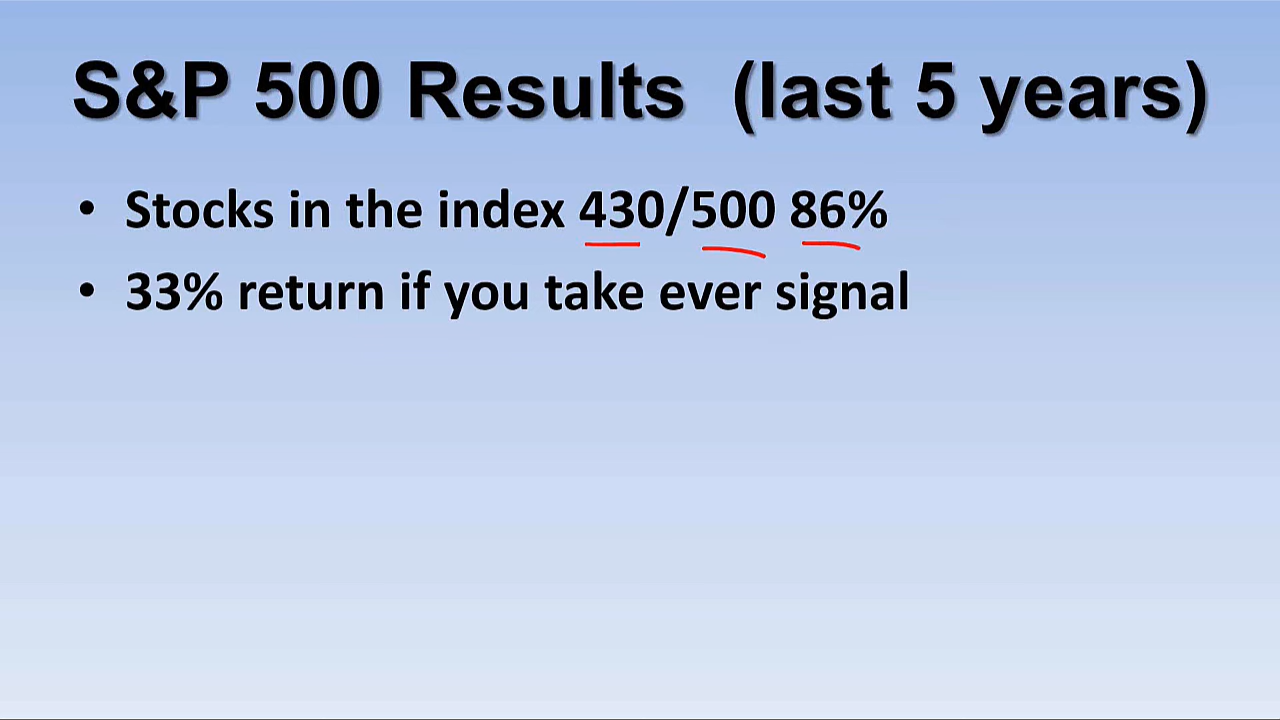 S&P 500 Results (last 5 years)
• Stocks in the index 430/500 86%
• 33% return if you take ever signal